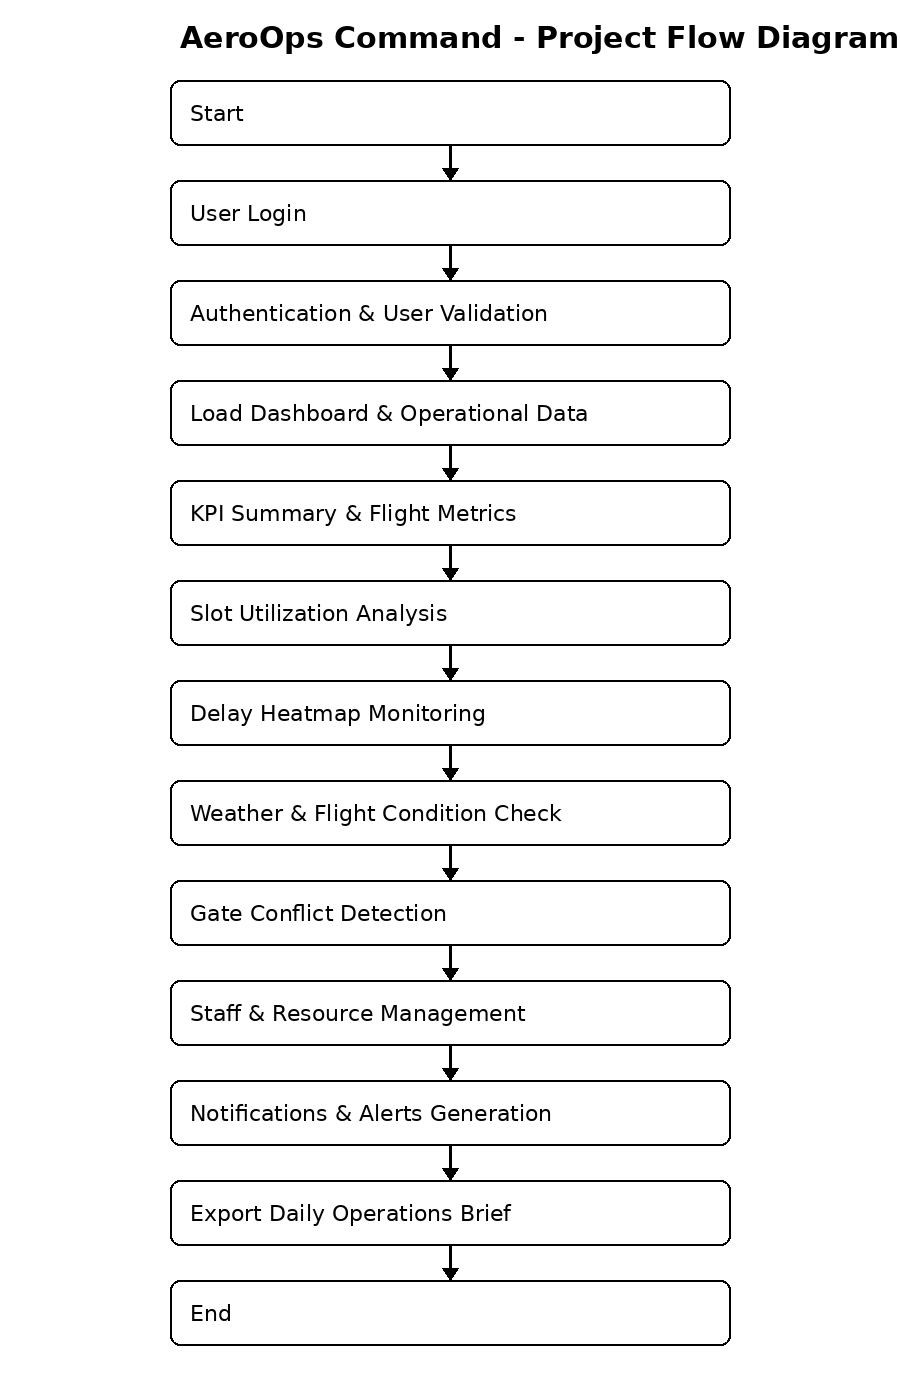 AeroOps Command - Project Flow Diagram
Start
User Login
Authentication & User Validation
Load Dashboard & Operational Data
KPI Summary & Flight Metrics
Slot Utilization Analysis
Delay Heatmap Monitoring
Weather & Flight Condition Check
Gate Conflict Detection
Staff & Resource Management
Notifications & Alerts Generation
Export Daily Operations Brief
End